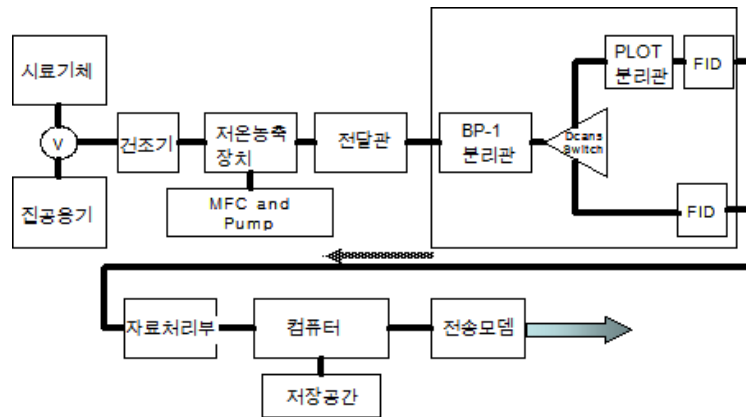 시료기체
V
진공용기
건조기
저온농축
장치
MFC and
Pump
전달관
BP-1
분리관
Dcans
Switch
PLOT
분리관
FID
FID
자료처리부
컴퓨터
저장공간
전송모뎀